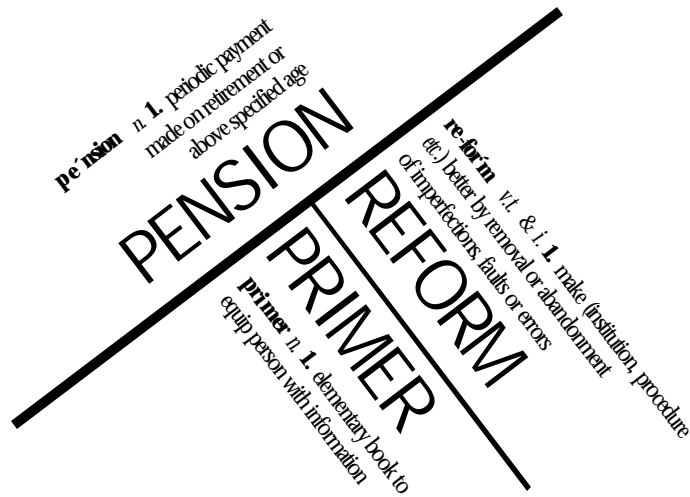 pe´nsion n. 1. periodic payment
made on retirement or
above specified age
PENSION
REFORM
re-for´m v.t. & i. 1. make (institution, procedure
etc.) better by removal or abandonment
of imperfections, faults or errors
PRIMER
primer n. 1. elementary book to
equip person with information